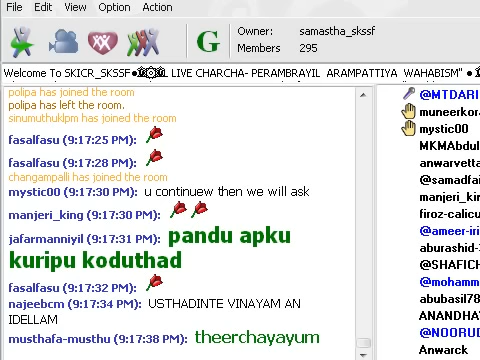 File Edit Options Action
G
Owner: samastha_skssf
Members 295
Welcome To SKICR_SSF LIVE CHARCHA- PERAMBRAYIL ARAMPATTIYA WAHABISM"
polipa has joined the room
polipa has left the room.
sinumuthuklpm has joined the room
fasalfasu (9:17:25 PM):
fasalfasu (9:17:28 PM):
changampalli has joined the room
mystic00 (9:17:30 PM): u continuew then we will ask
manjeri_king (9:17:30 PM):
jafarmanniyil (9:17:31 PM): pandu apku
kuripu koduthad
fasalfasu (9:17:32 PM):
najeebcm (9:17:34 PM): USTHADINTE VINAYAM AN
IDELLAM
musthafa-musthu (9:17:38 PM): theerchayayum
@MTDARI
muneerkor
mystic00
MKMAbdul
anwarvetta
@samadfai
manjeri_kin
firoz-calicu
@ameer-iri
aburashid-
@SHAFICH
@mohamm
abubasil78
ANANDHA
@NOORUD
Anwarck